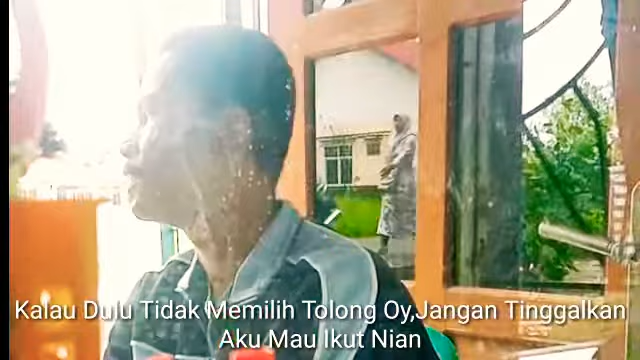 Kalau Dulu Tidak Memilih Tolong Oy,Jangan Tinggalkan
Aku Mau Ikut Nian